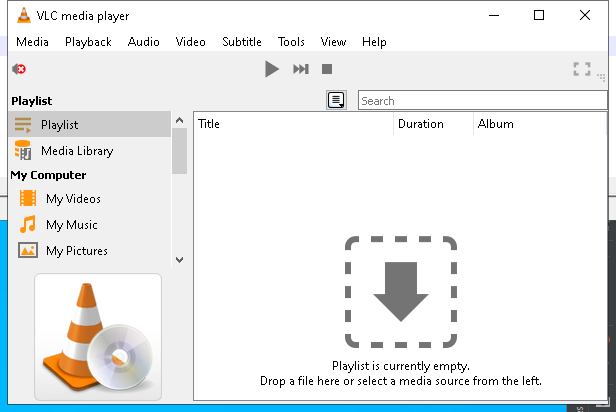 VLC media player
Media Playback Audio Video Subtitle Tools View Help
Playlist
Search
Playlist
Title Duration Album
Media Library
My Computer
My Videos
My Music
My Pictures
Playlist is currently empty.
Drop a file here or select a media source from the left.